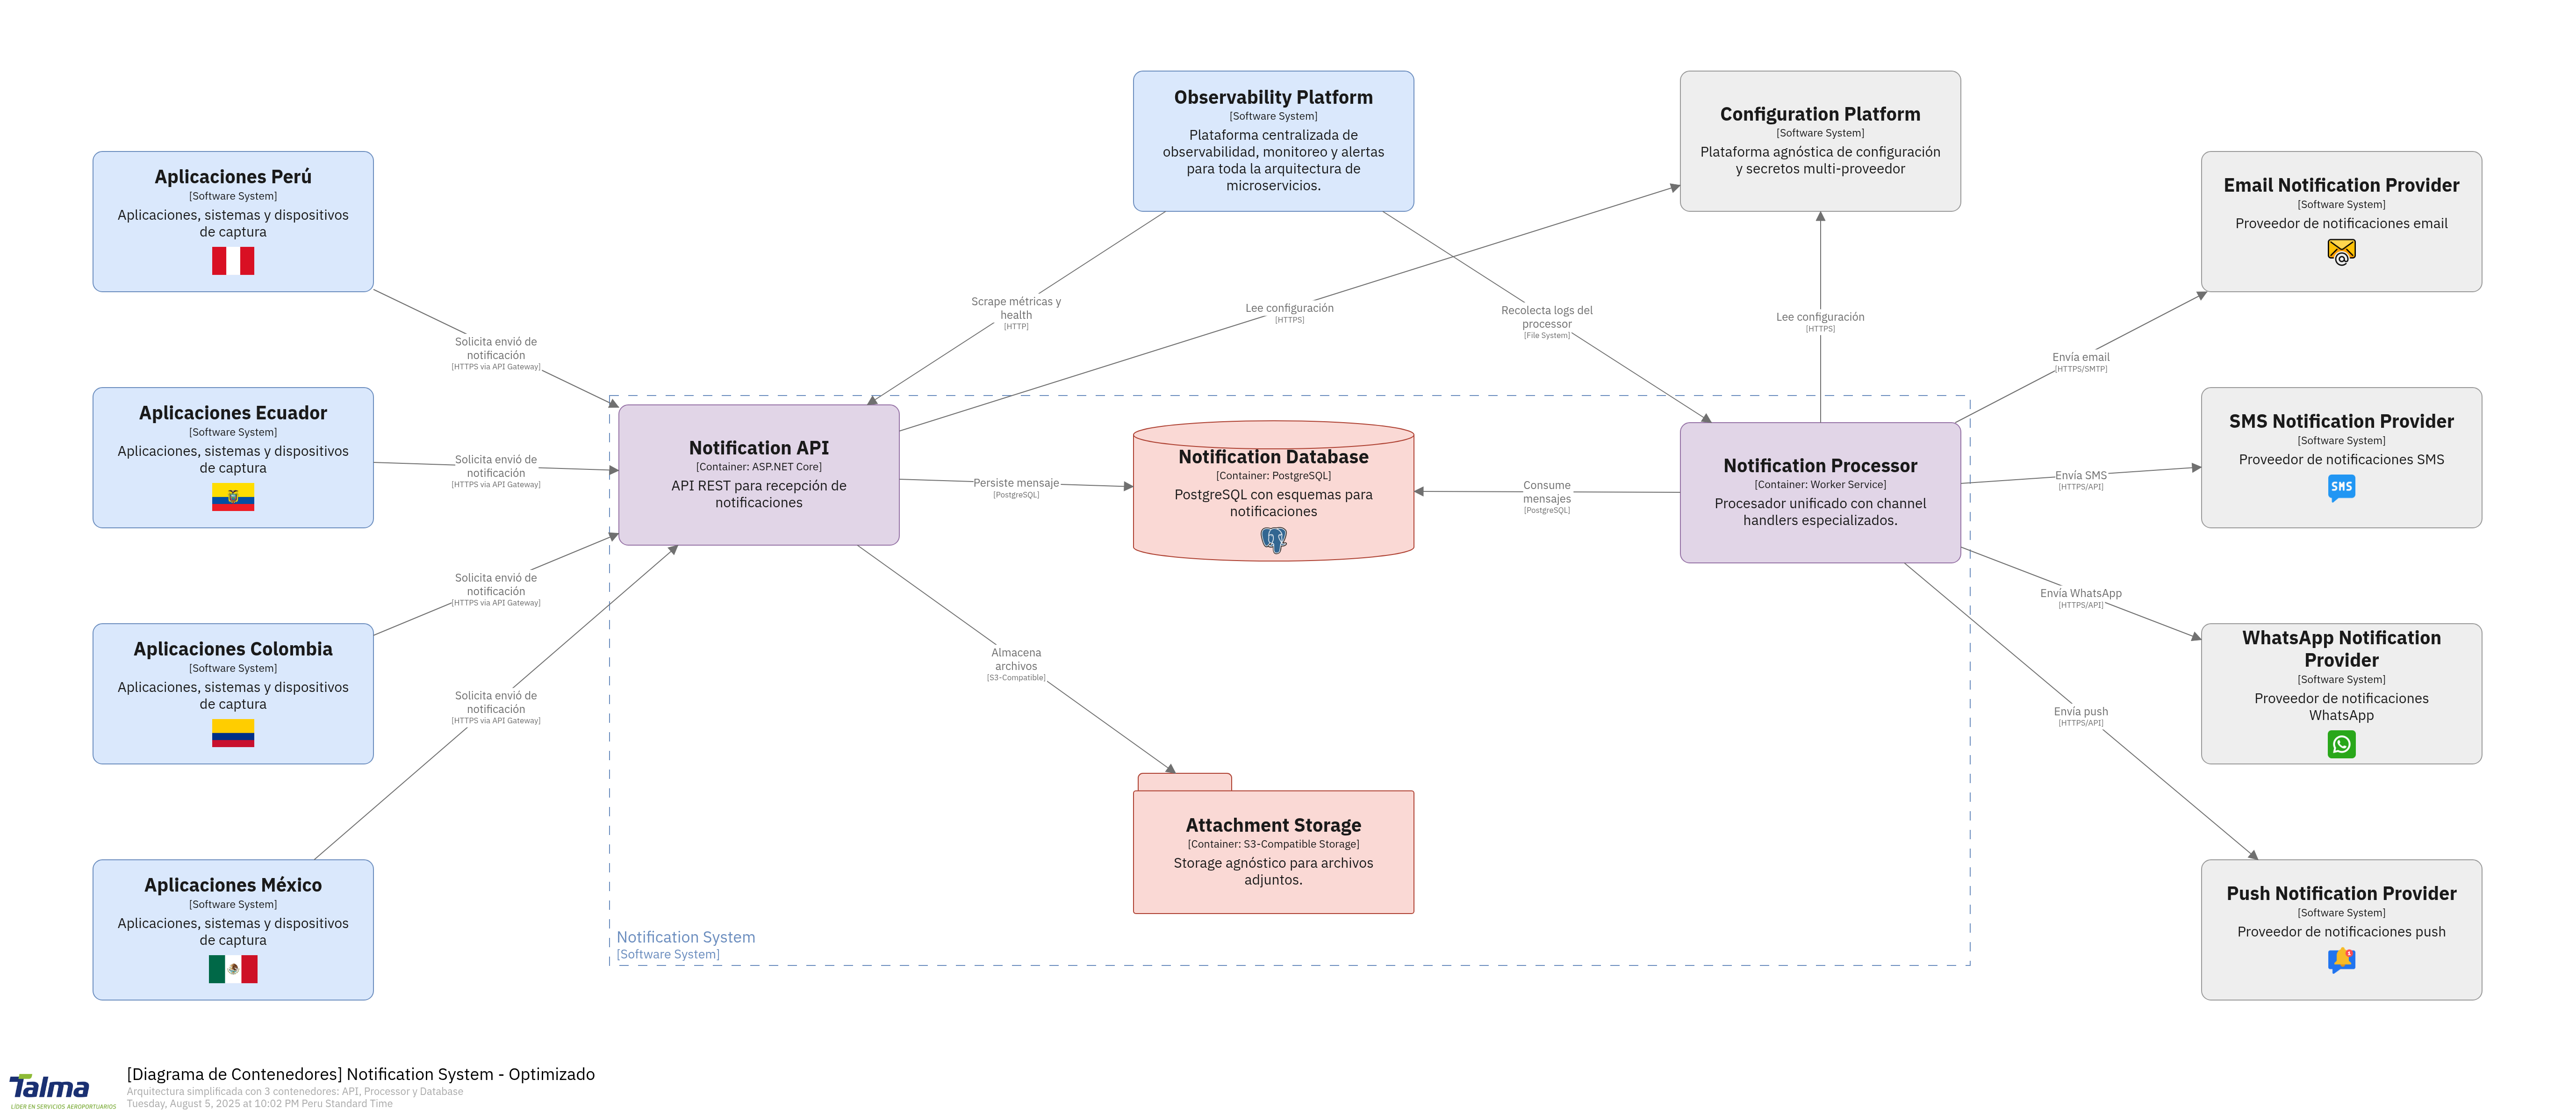 Observability Platform
[Software System]
Plataforma centralizada de
observabilidad, monitoreo y alertas
para toda la arquitectura de
microservicios.
Configuration Platform
[Software System]
Plataforma agnóstica de configuración
y secretos multi-proveedor
Aplicaciones Perú
[Software System]
Aplicaciones, sistemas y dispositivos
de captura
Email Notification Provider
[Software System]
Proveedor de notificaciones email
@
Scrape métricas y
health
[HTTP]
Lee configuración
[HTTPS]
Recolecta logs del
processor
[File System]
Lee configuración
[HTTPS]
Solicita envió de
notificación
[HTTPS via API Gateway]
Envía email
[HTTPS/SMTP]
Aplicaciones Ecuador
[Software System]
Aplicaciones, sistemas y dispositivos
de captura
Solicita envió de
notificación
[HTTPS via API Gateway]
Notification API
[Container: ASP.NET Core]
API REST para recepción de
notificaciones
Persiste mensaje
[PostgreSQL]
Notification Database
[Container: PostgreSQL]
PostgreSQL con esquemas para
notificaciones
Consume
mensajes
[PostgreSQL]
Notification Processor
[Container: Worker Service]
Procesador unificado con channel
handlers especializados.
Envía SMS
[HTTPS/API]
SMS Notification Provider
[Software System]
Proveedor de notificaciones SMS
SMS
Solicita envió de
notificación
[HTTPS via API Gateway]
Envía WhatsApp
[HTTPS/API]
Aplicaciones Colombia
[Software System]
Aplicaciones, sistemas y dispositivos
de captura
WhatsApp Notification
Provider
[Software System]
Proveedor de notificaciones
WhatsApp
Solicita envió de
notificación
[HTTPS via API Gateway]
Almacena
archivos
[S3-Compatible]
Envía push
[HTTPS/API]
Attachment Storage
[Container: S3-Compatible Storage]
Storage agnóstico para archivos
adjuntos.
Aplicaciones México
[Software System]
Aplicaciones, sistemas y dispositivos
de captura
Push Notification Provider
[Software System]
Proveedor de notificaciones push
Notification System
[Software System]
Talma
LÍDER EN SERVICIOS AEROPORTUARIOS
[Diagrama de Contenedores] Notification System - Optimizado
Arquitectura simplificada con 3 contenedores: API, Processor y Database
Tuesday, August 5, 2025 at 10:02 PM Peru Standard Time